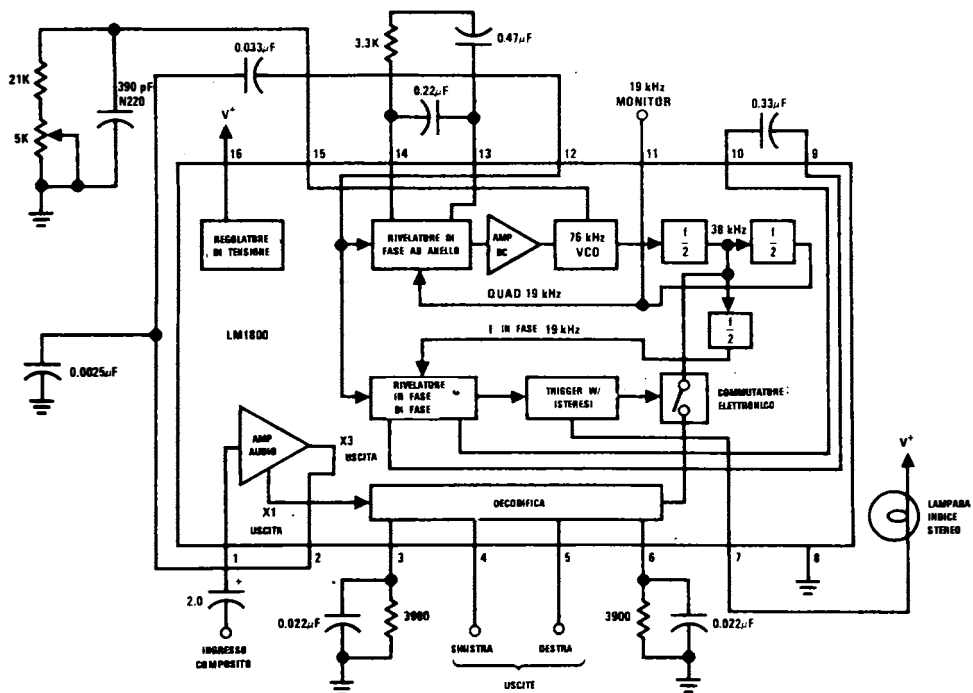 3.3K
0.47µF
0.033µF
21K
390 pF
N220
0.22µF
19 kHz
MONITOR
0.33µF
5K
V+
16
15
14
13
12
11
10
9
REGOLATORE
DI TENSIONE
RIVELATORE DI
FASE AD ANELLO
AMP
DC
76 kHz
VCO
f
2
38 kHz
f
2
QUAD 19 kHz
f
2
LM1800
IN FASE 19 kHz
0.0025µF
RIVELATORE
IN FASE
DI FASE
TRIGGER W/
ISTERESI
COMMUTATORE
ELETTRONICO
AMP
AUDIO
X3
USCITA
V+
X1
USCITA
DECODIFICA
LAMPADA
INDICE
STEREO
1
2
3
4
5
6
7
8
+
2.0
0.022µF
3900
3900
0.022µF
INGRESSO
COMPOSITO
SINISTRA
DESTRA
USCITE